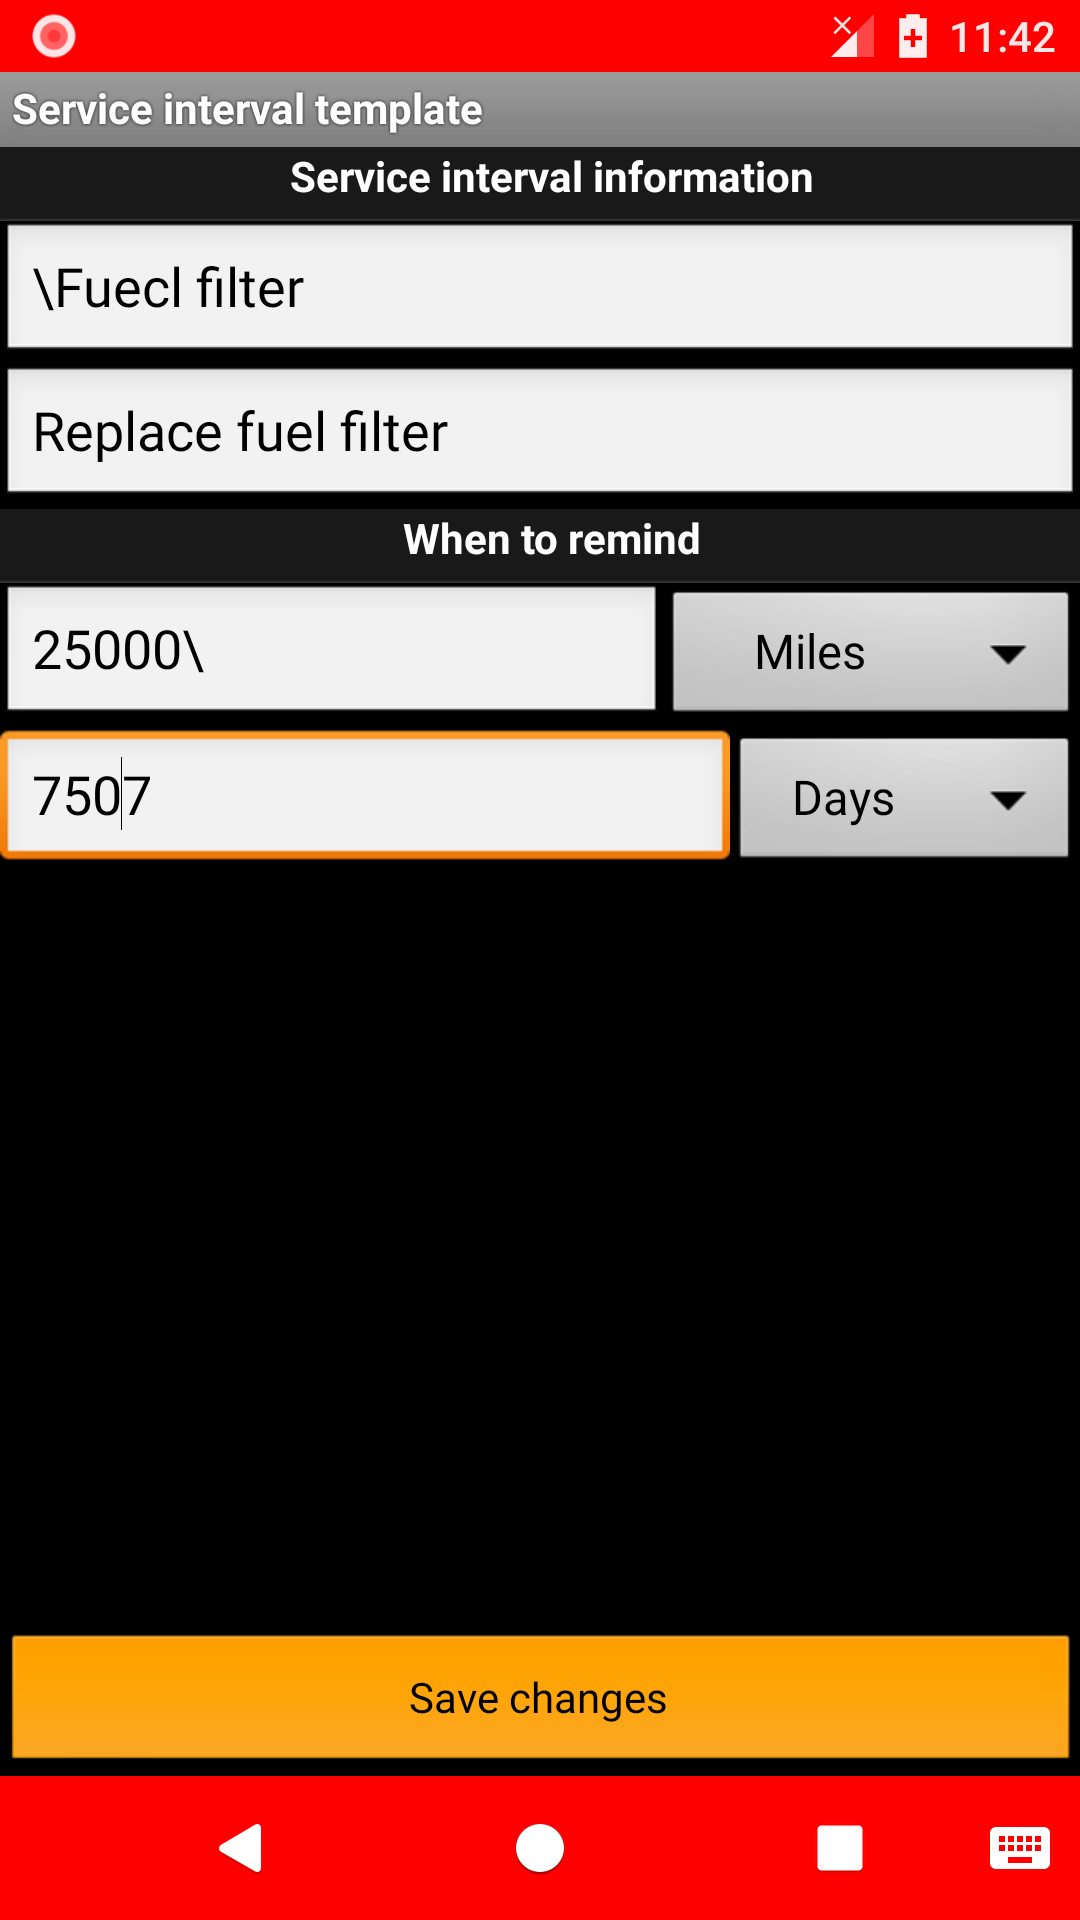 11:42
Service interval template
Service interval information
\Fuecl filter
Replace fuel filter
When to remind
25000\
Miles
7507
Days
Save changes